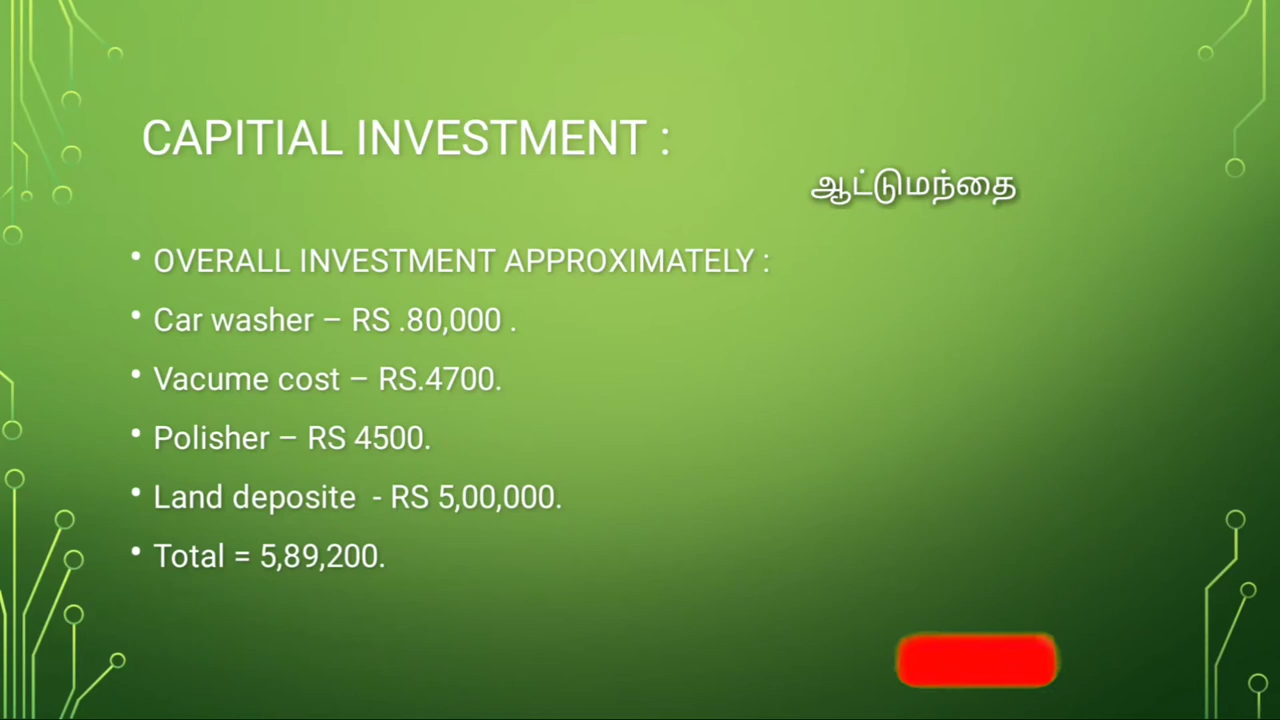 CAPITIAL INVESTMENT :
ஆட்டுமந்தை
• OVERALL INVESTMENT APPROXIMATELY :
• Car washer – RS .80,000 .
• Vacume cost – RS.4700.
• Polisher – RS 4500.
• Land deposite  - RS 5,00,000.
• Total = 5,89,200.